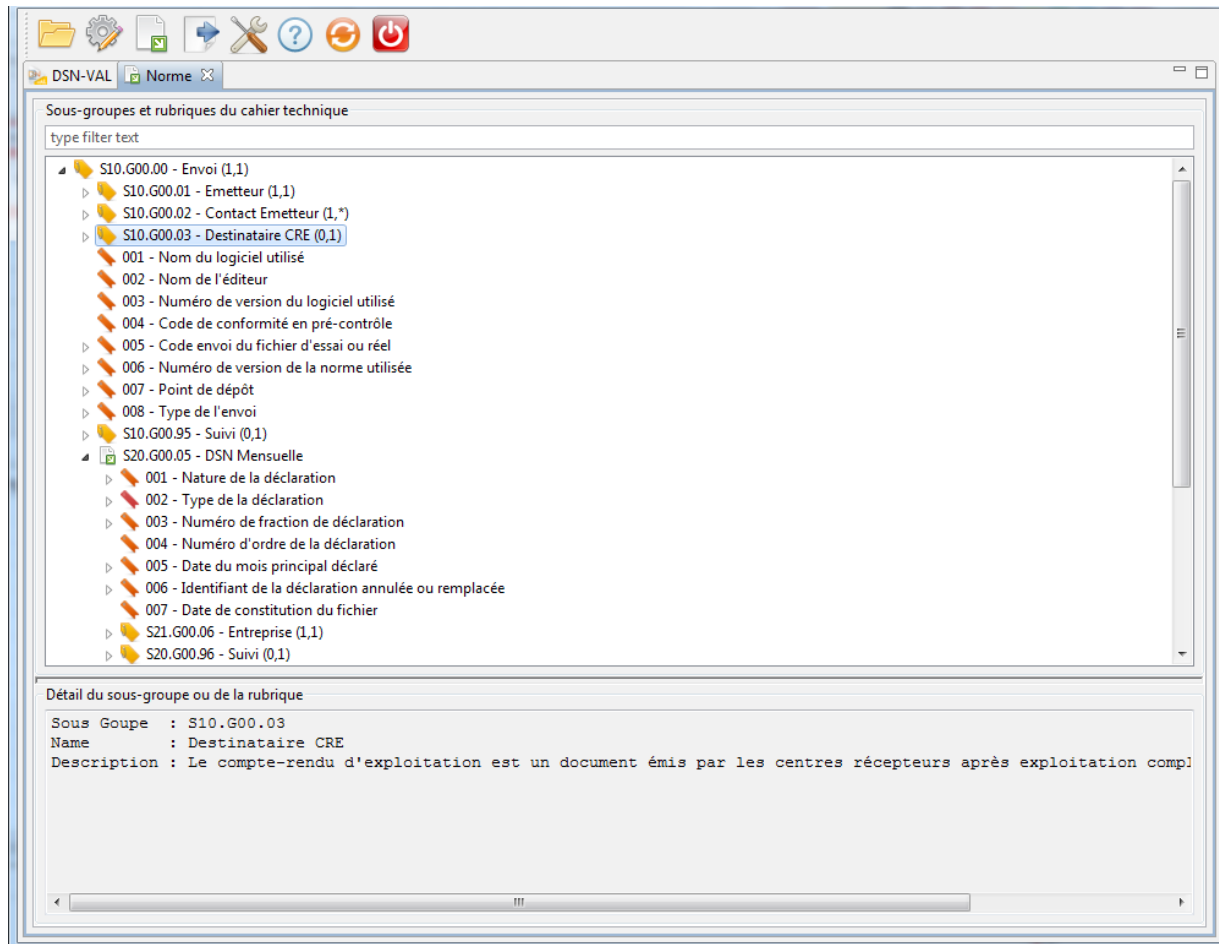 DSN-VAL Norme
Sous-groupes et rubriques du cahier technique
type filter text
S10.G00.00 - Envoi (1,1)
S10.G00.01 - Emetteur (1,1)
S10.G00.02 - Contact Emetteur (1,*)
S10.G00.03 - Destinataire CRE (0,1)
001 - Nom du logiciel utilisé
002 - Nom de l'éditeur
003 - Numéro de version du logiciel utilisé
004 - Code de conformité en pré-contrôle
005 - Code envoi du fichier d'essai ou réel
006 - Numéro de version de la norme utilisée
007 - Point de dépôt
008 - Type de l'envoi
S10.G00.95 - Suivi (0,1)
S20.G00.05 - DSN Mensuelle
001 - Nature de la déclaration
002 - Type de la déclaration
003 - Numéro de fraction de déclaration
004 - Numéro d'ordre de la déclaration
005 - Date du mois principal déclaré
006 - Identifiant de la déclaration annulée ou remplacée
007 - Date de constitution du fichier
S21.G00.06 - Entreprise (1,1)
S20.G00.96 - Suivi (0,1)
Détail du sous-groupe ou de la rubrique
Sous Goupe : S10.G00.03
Name : Destinataire CRE
Description : Le compte-rendu d'exploitation est un document émis par les centres récepteurs après exploitation compl